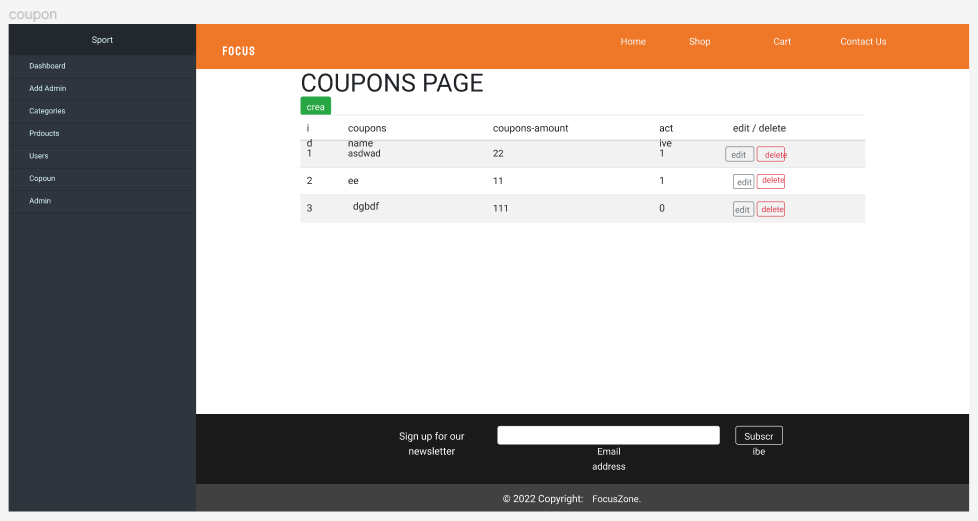 coupon
Sport
Dashboard
Add Admin
Categories
Prdoucts
Users
Copoun
Admin
FOCUS
Home Shop Cart Contact Us
COUPONS PAGE
crea
id coupons name coupons-amount active edit / delete
1 asdwad 22 1 edit delete
2 ee 11 1 edit delete
3 dgbdf 111 0 edit delete
Sign up for our
newsletter
Email
address
Subscr
ibe
© 2022 Copyright: FocusZone.